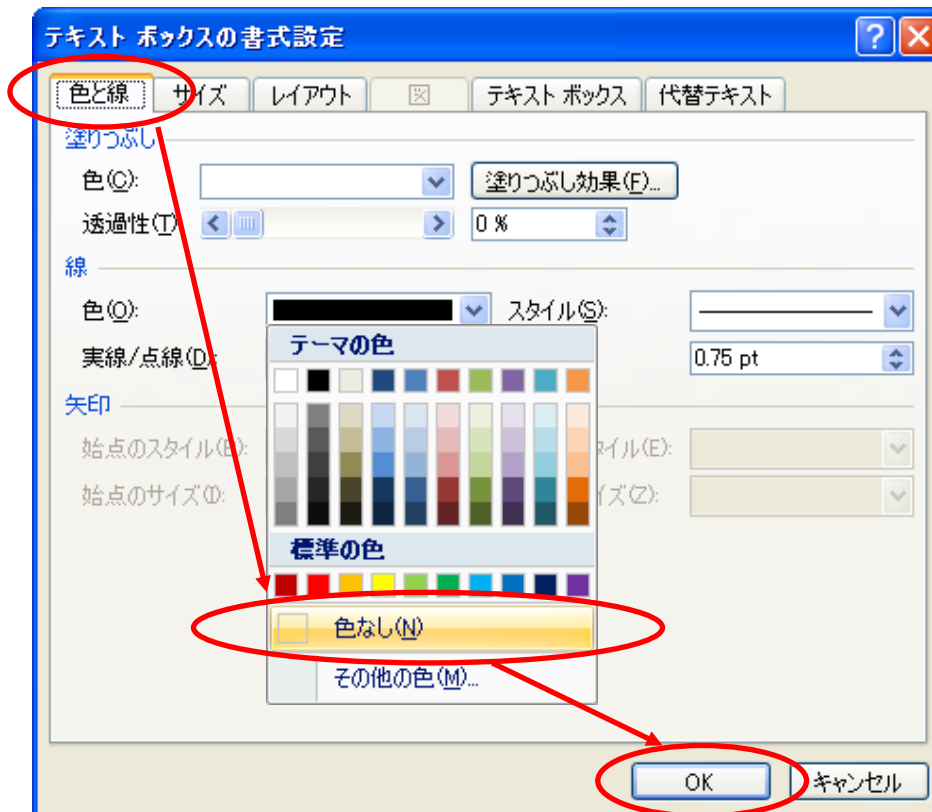 テキスト ボックスの書式設定
色と線 サイズ レイアウト 図 テキスト ボックス 代替テキスト
塗りつぶし
色(C): 塗りつぶし効果(F)...
透過性(T) 0 %
線
色(O): スタイル(S):
実線/点線(D): 0.75 pt
テーマの色
矢印
始点のスタイル(B): タイル(E):
始点のサイズ(I): イズ(Z):
標準の色
色なし(N)
その他の色(M)...
OK キャンセル